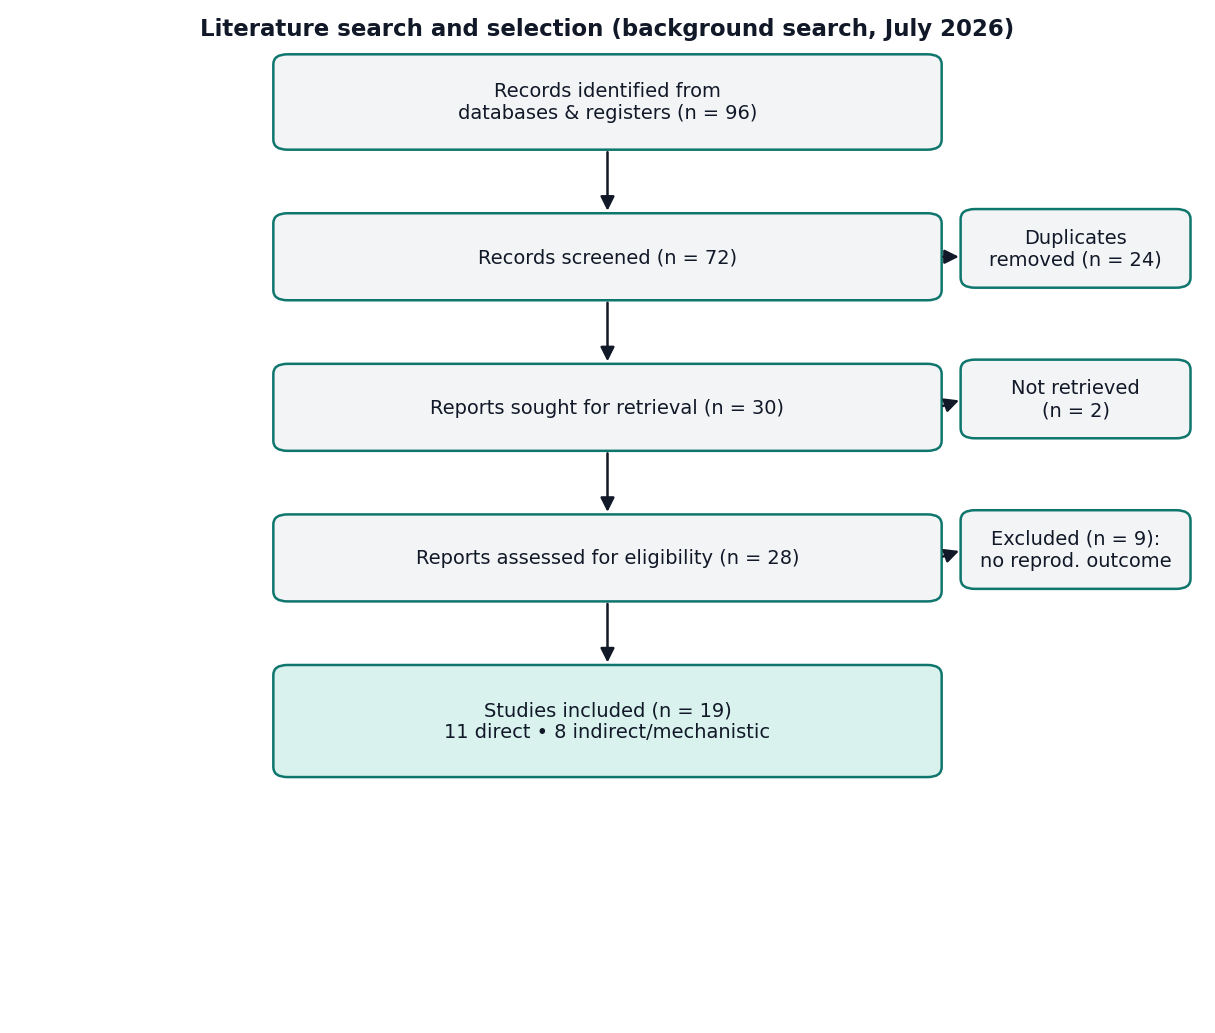 Literature search and selection (background search, July 2026)
Records identified from
databases & registers (n = 96)
Records screened (n = 72)
Duplicates
removed (n = 24)
Reports sought for retrieval (n = 30)
Not retrieved
(n = 2)
Reports assessed for eligibility (n = 28)
Excluded (n = 9):
no reprod. outcome
Studies included (n = 19)
11 direct • 8 indirect/mechanistic